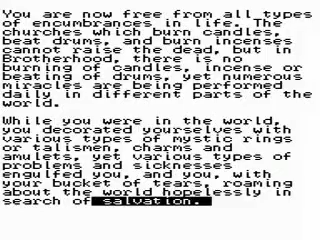 You are now free from all types
of encumbrances in life. The
churches which burn candles,
beat drums, and burn incenses
cannot raise the dead, but in
Brotherhood, there is no
burning of candles, incense or
beating of drums, yet numerous
miracles are being performed
daily in different parts of the
world.
While you were in the world,
you decorated yourselves with
various types of mystic rings
or talismen, charms and
amulets, yet various types of
problems and sicknesses
engulfed you, and you, with
your bucket of tears, roaming
about the world hopelessly in
search of salvation.